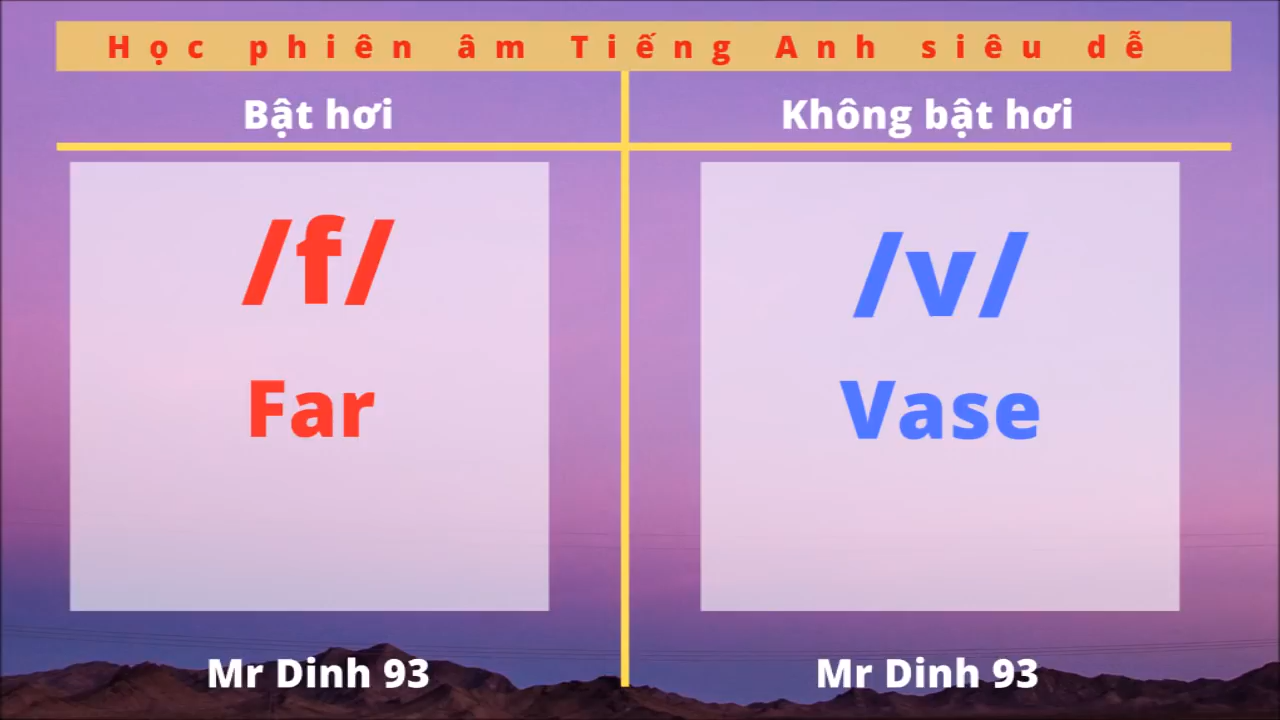 Học phiên âm Tiếng Anh siêu dễ
Bật hơi
Không bật hơi
/f/
/v/
Far
Vase
Mr Dinh 93
Mr Dinh 93